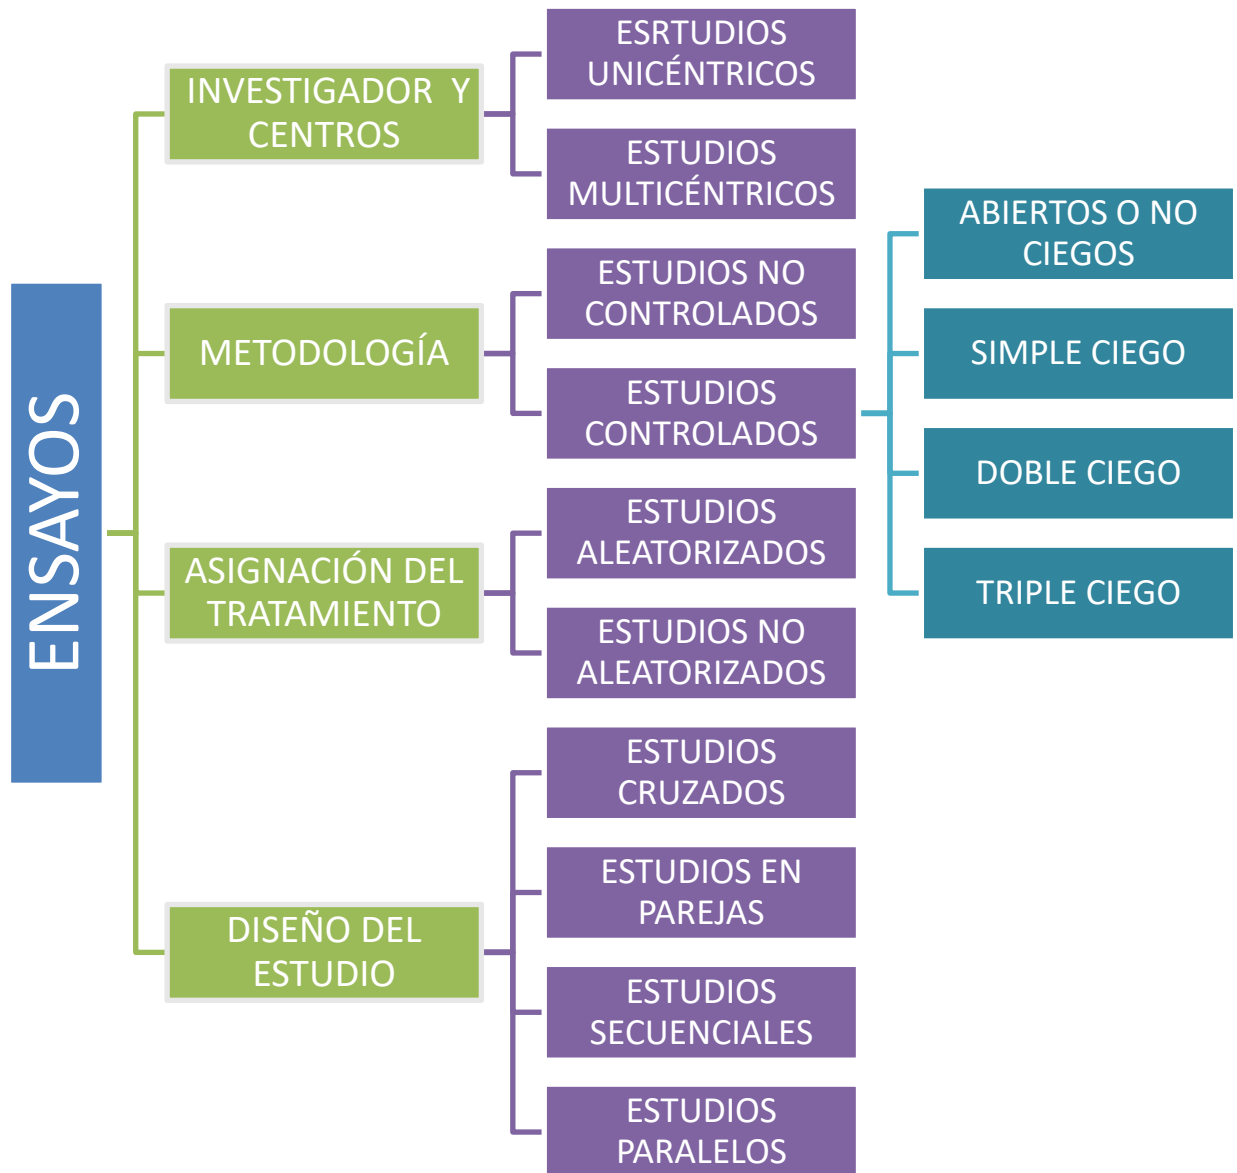 ENSAYOS
INVESTIGADOR Y
CENTROS
ESRTUDIOS
UNICÉNTRICOS
ESTUDIOS
MULTICÉNTRICOS
METODOLOGÍA
ESTUDIOS NO
CONTROLADOS
ESTUDIOS
CONTROLADOS
ABIERTOS O NO
CIEGOS
SIMPLE CIEGO
DOBLE CIEGO
TRIPLE CIEGO
ASIGNACIÓN DEL
TRATAMIENTO
ESTUDIOS
ALEATORIZADOS
ESTUDIOS NO
ALEATORIZADOS
DISEÑO DEL
ESTUDIO
ESTUDIOS
CRUZADOS
ESTUDIOS EN
PAREJAS
ESTUDIOS
SECUENCIALES
ESTUDIOS
PARALELOS